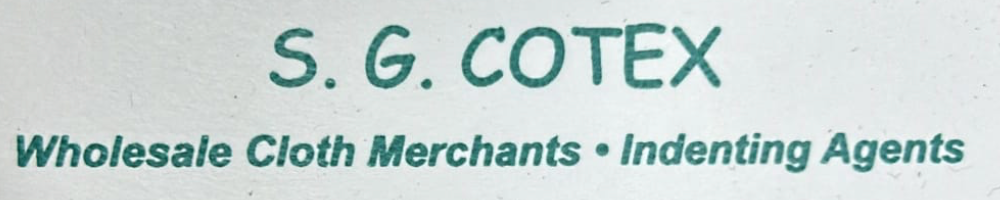 S. G. COTEX
Wholesale Cloth Merchants • Indenting Agents